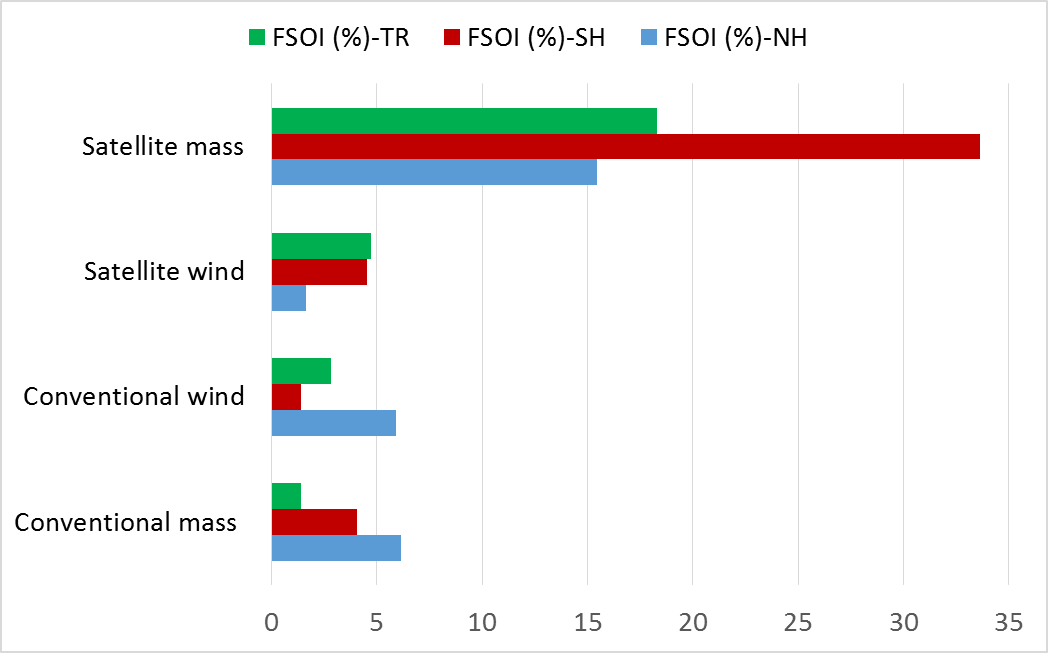 FSOI (%)-TR FSOI (%)-SH FSOI (%)-NH
Satellite mass
Satellite wind
Conventional wind
Conventional mass
0 5 10 15 20 25 30 35